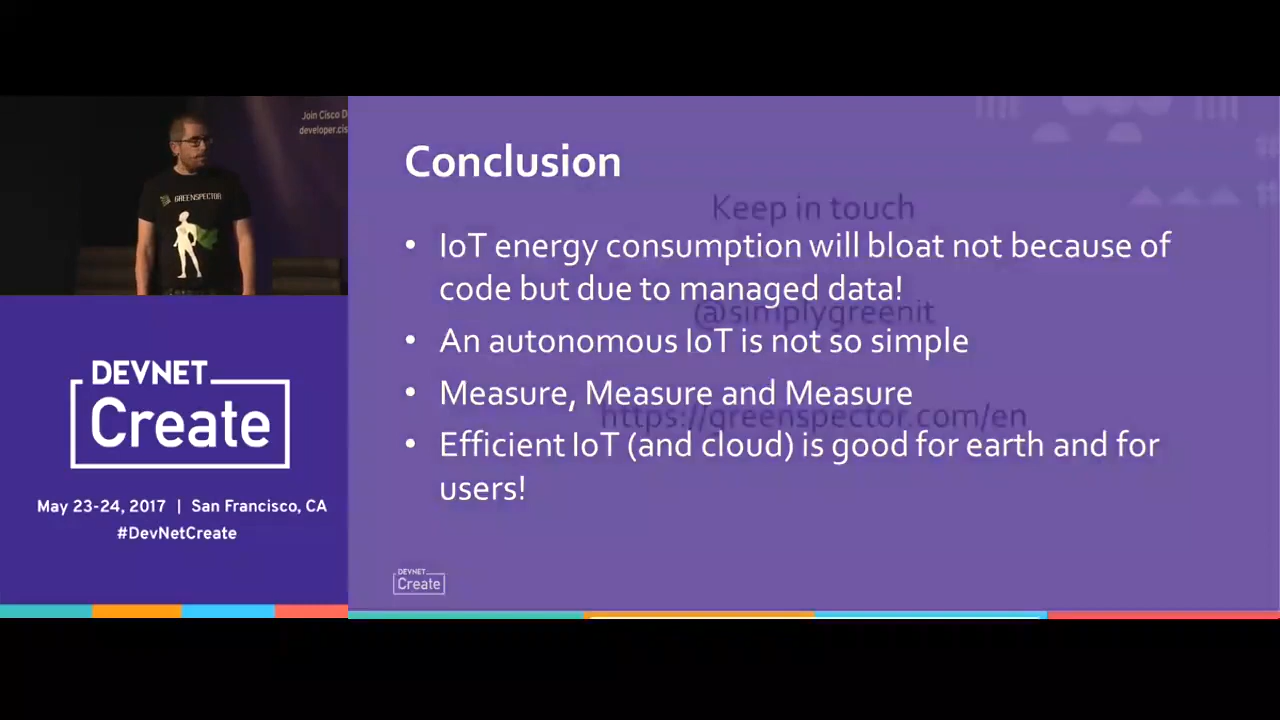 Join Cisco D
developer.cis
GREENSPECTOR
DEVNET
Create
May 23-24, 2017 | San Francisco, CA
#DevNetCreate
Conclusion
Keep in touch
• IoT energy consumption will bloat not because of
code but due to managed data!
@simplygreenit
• An autonomous IoT is not so simple
• Measure, Measure and Measure
https://greenspector.com/en
• Efficient IoT (and cloud) is good for earth and for
users!
DEVNET
Create